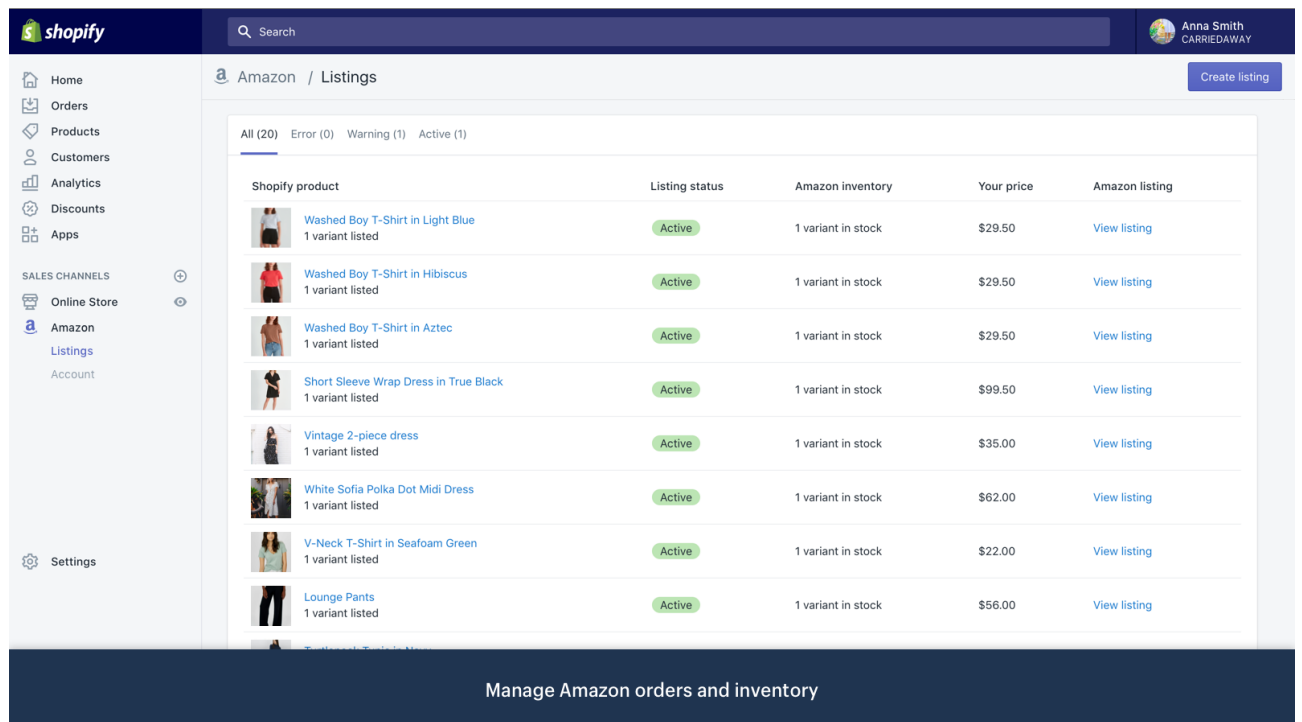 shopify
Search
Anna Smith
CARRIEDAWAY
Home
Orders
Products
Customers
Analytics
Discounts
Apps
SALES CHANNELS
Online Store
Amazon
Listings
Account
Settings
Amazon / Listings
Create listing
All (20) Error (0) Warning (1) Active (1)
Shopify product Listing status Amazon inventory Your price Amazon listing
Washed Boy T-Shirt in Light Blue
1 variant listed
Active 1 variant in stock $29.50 View listing
Washed Boy T-Shirt in Hibiscus
1 variant listed
Active 1 variant in stock $29.50 View listing
Washed Boy T-Shirt in Aztec
1 variant listed
Active 1 variant in stock $29.50 View listing
Short Sleeve Wrap Dress in True Black
1 variant listed
Active 1 variant in stock $99.50 View listing
Vintage 2-piece dress
1 variant listed
Active 1 variant in stock $35.00 View listing
White Sofia Polka Dot Midi Dress
1 variant listed
Active 1 variant in stock $62.00 View listing
V-Neck T-Shirt in Seafoam Green
1 variant listed
Active 1 variant in stock $22.00 View listing
Lounge Pants
1 variant listed
Active 1 variant in stock $56.00 View listing
Manage Amazon orders and inventory